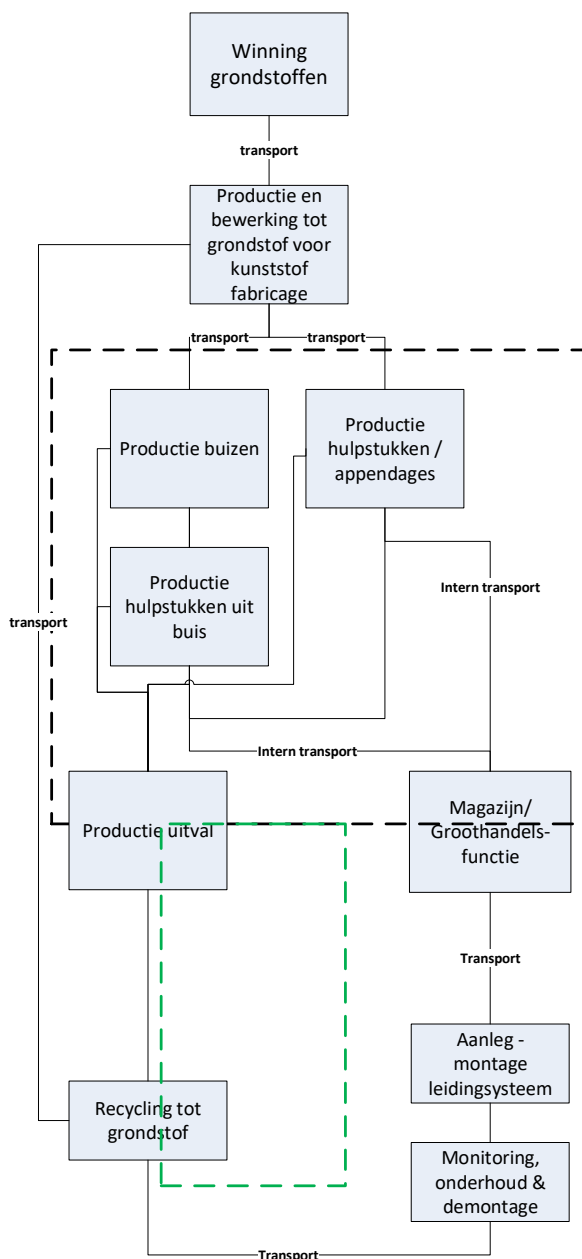 Winning
grondstoffen
transport
Productie en
bewerking tot
grondstof voor
kunststof
fabricage
transport
transport
Productie buizen
Productie
hulpstukken /
appendages
Productie
hulpstukken uit
buis
Intern transport
transport
Intern transport
Productie uitval
Magazijn/
Groothandels-
functie
Transport
Aanleg -
montage
leidingsysteem
Recycling tot
grondstof
Monitoring,
onderhoud &
demontage
Transport